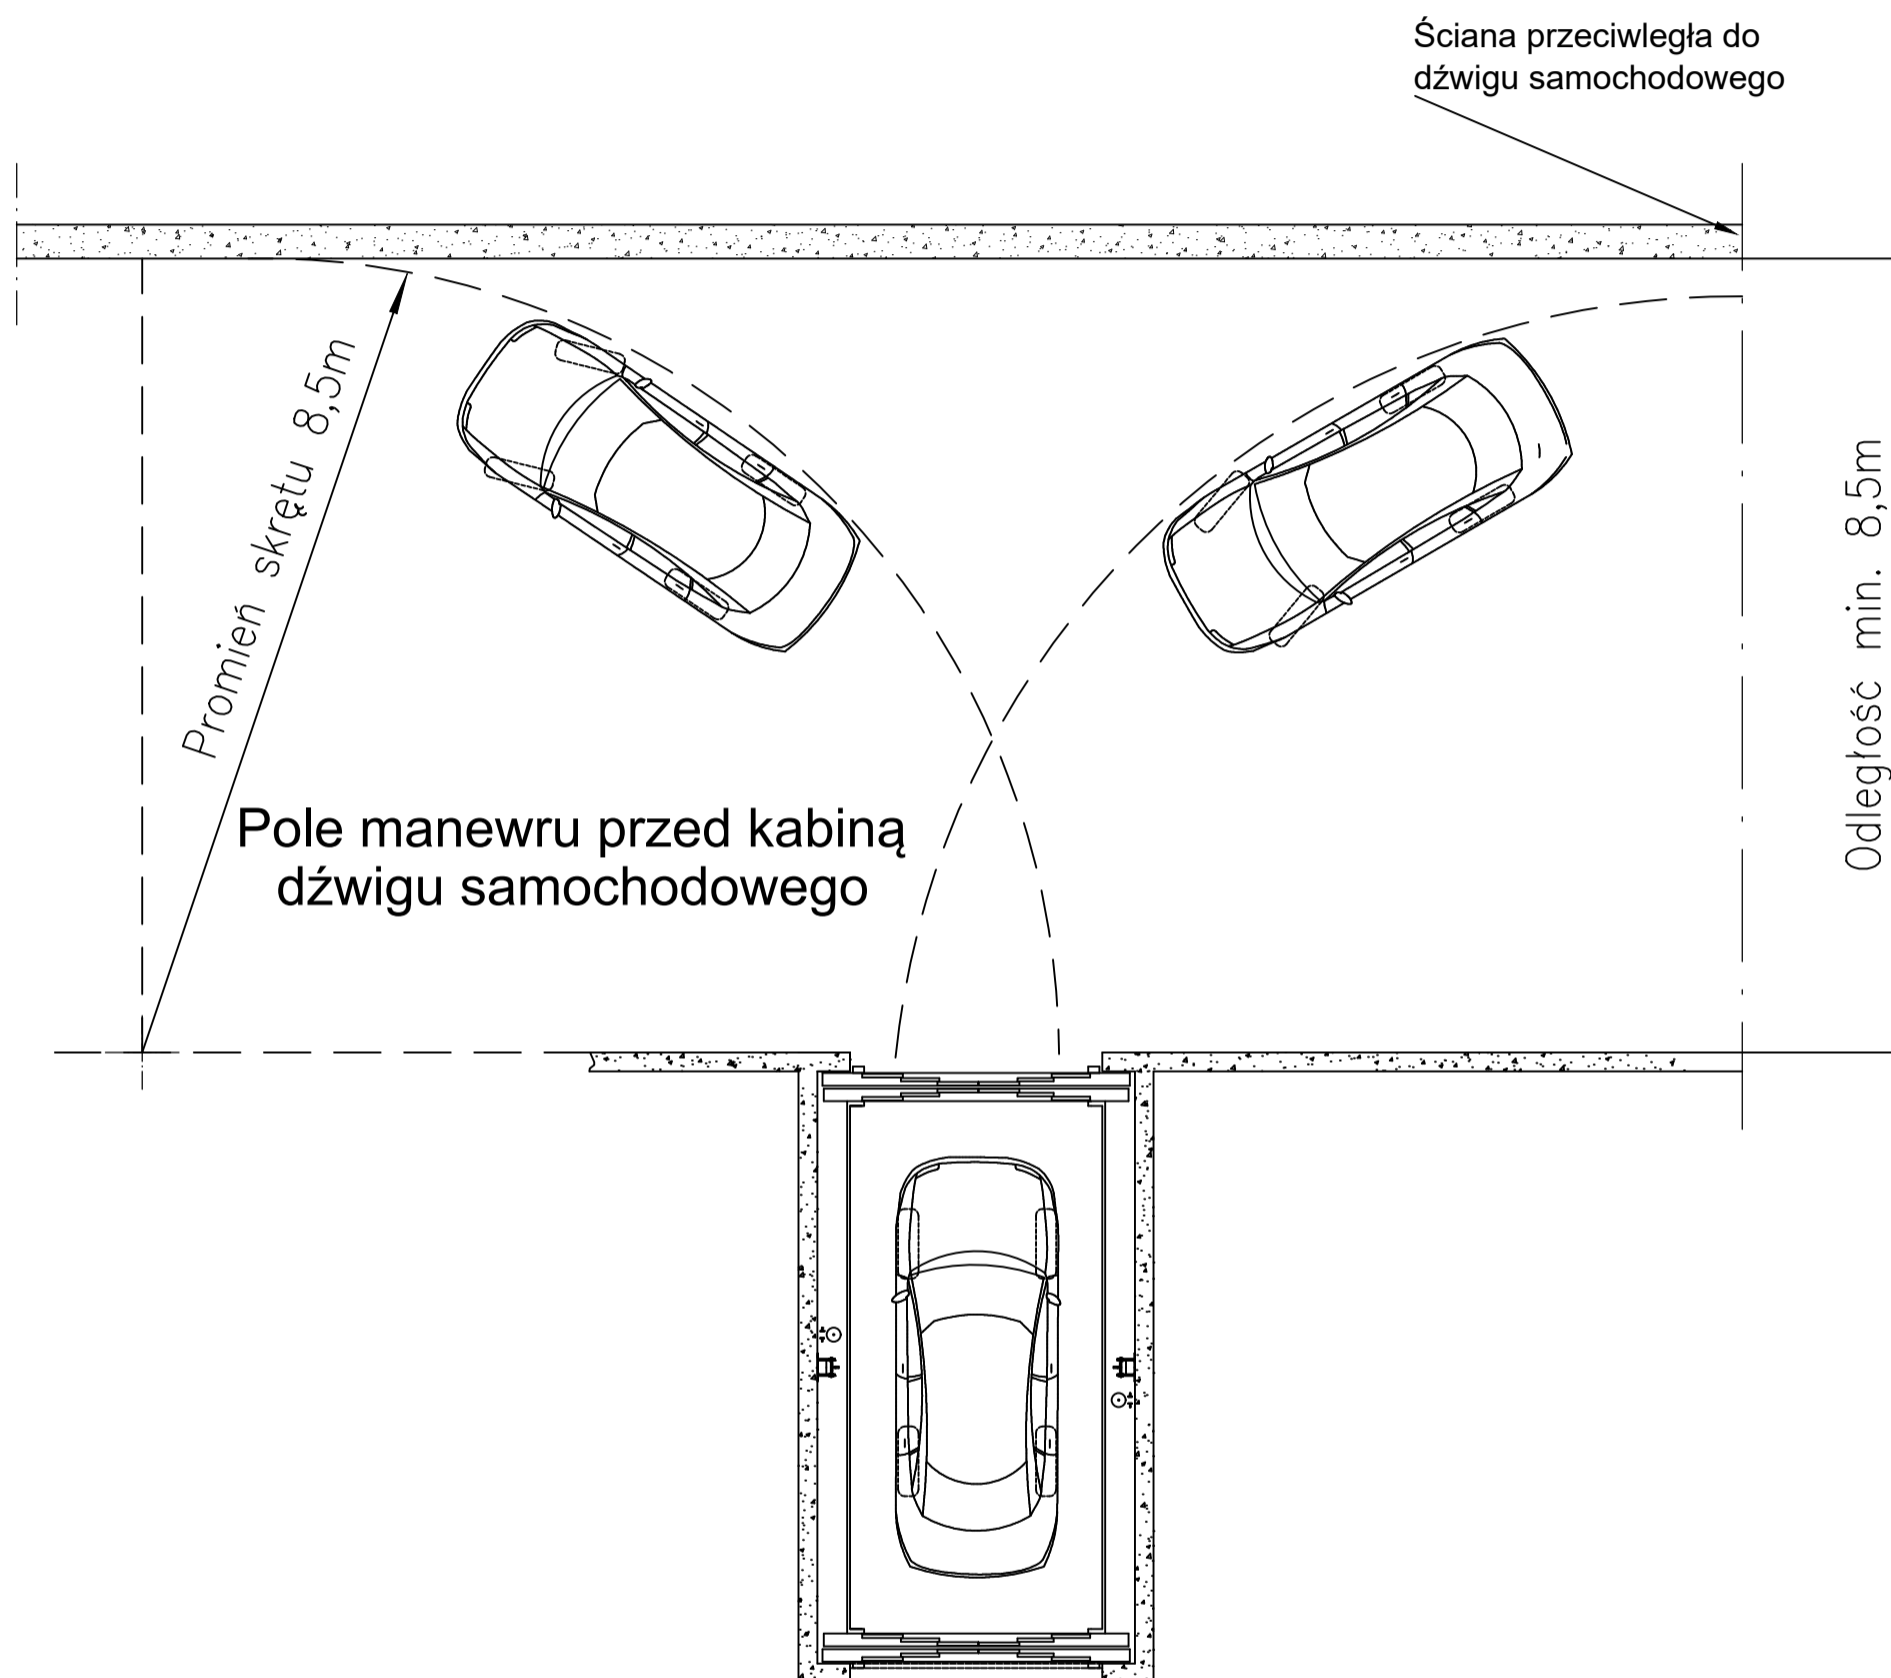 Ściana przeciwległa do
dźwigu samochodowego
Promień skrętu 8,5m
Odległość min. 8,5m
Pole manewru przed kabiną
dźwigu samochodowego